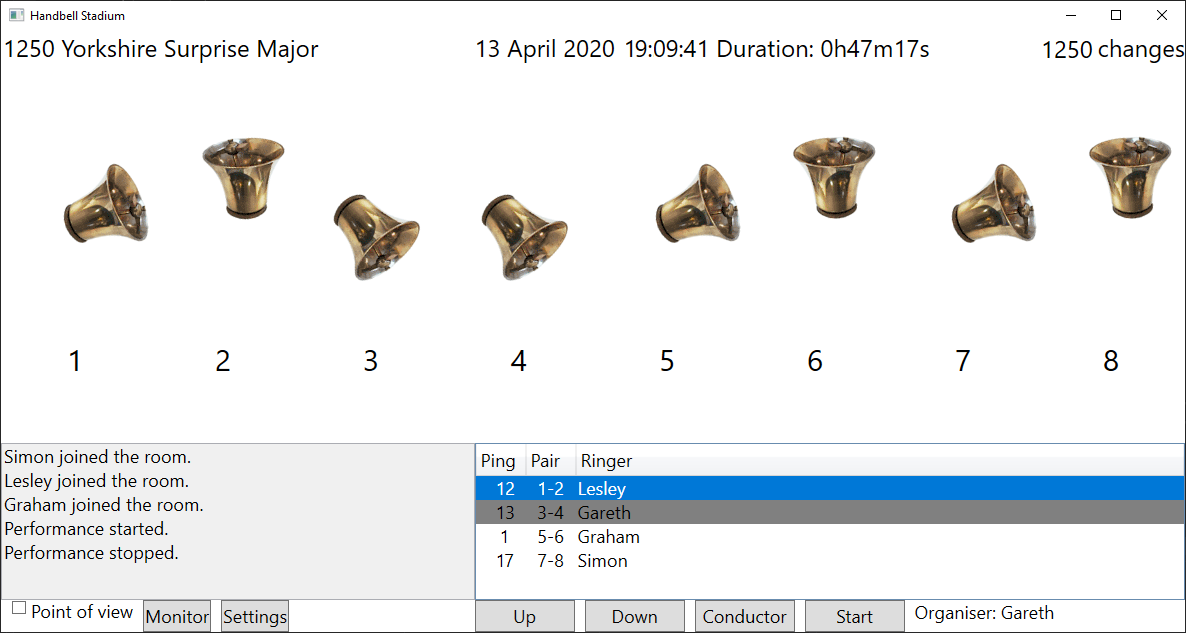 Handbell Stadium
1250 Yorkshire Surprise Major 13 April 2020 19:09:41 Duration: 0h47m17s 1250 changes
1 2 3 4 5 6 7 8
Simon joined the room.
Lesley joined the room.
Graham joined the room.
Performance started.
Performance stopped.
Ping Pair Ringer
12 1-2 Lesley
13 3-4 Gareth
1 5-6 Graham
17 7-8 Simon
Point of view Monitor Settings Up Down Conductor Start Organiser: Gareth